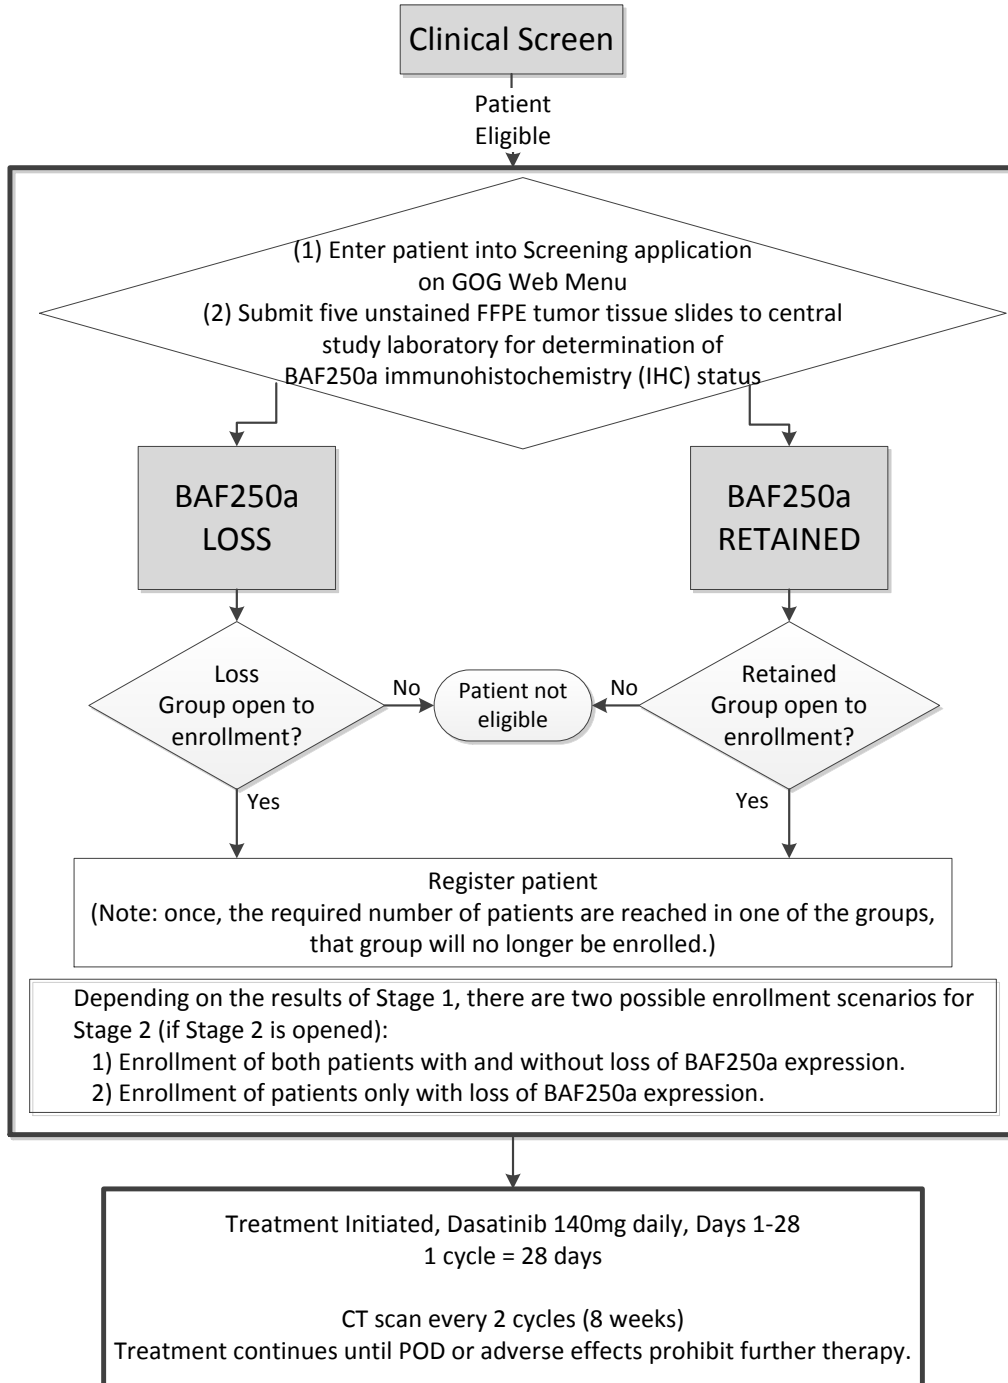 Clinical Screen
Patient
Eligible
(1) Enter patient into Screening application
on GOG Web Menu
(2) Submit five unstained FFPE tumor tissue slides to central
study laboratory for determination of
BAF250a immunohistochemistry (IHC) status
BAF250a
LOSS
BAF250a
RETAINED
Loss
Group open to
enrollment?
No
Patient not
eligible
No
Retained
Group open to
enrollment?
Yes
Yes
Register patient
(Note: once, the required number of patients are reached in one of the groups,
that group will no longer be enrolled.)
Depending on the results of Stage 1, there are two possible enrollment scenarios for
Stage 2 (if Stage 2 is opened):
1) Enrollment of both patients with and without loss of BAF250a expression.
2) Enrollment of patients only with loss of BAF250a expression.
Treatment Initiated, Dasatinib 140mg daily, Days 1-28
1 cycle = 28 days
CT scan every 2 cycles (8 weeks)
Treatment continues until POD or adverse effects prohibit further therapy.